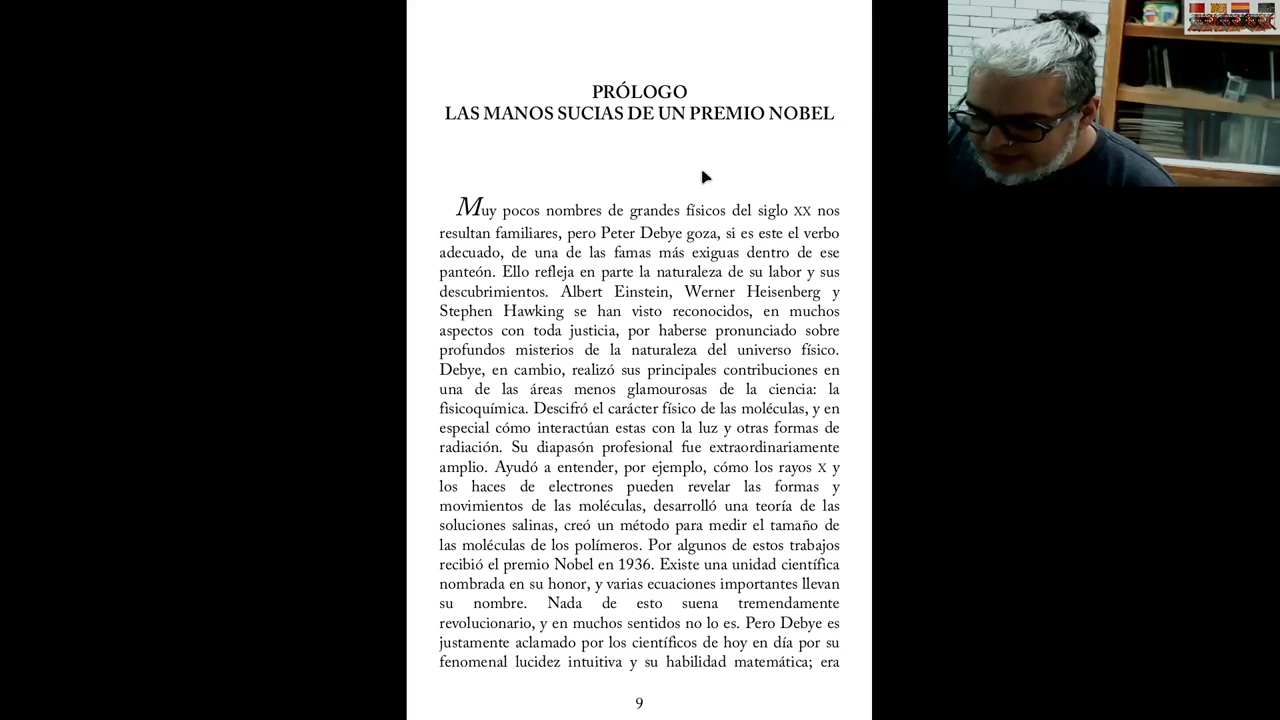 PRÓLOGO
LAS MANOS SUCIAS DE UN PREMIO NOBEL
Muy pocos nombres de grandes físicos del siglo XX nos
resultan familiares, pero Peter Debye goza, si es este el verbo
adecuado, de una de las famas más exiguas dentro de ese
panteón. Ello refleja en parte la naturaleza de su labor y sus
descubrimientos. Albert Einstein, Werner Heisenberg y
Stephen Hawking se han visto reconocidos, en muchos
aspectos con toda justicia, por haberse pronunciado sobre
profundos misterios de la naturaleza del universo físico.
Debye, en cambio, realizó sus principales contribuciones en
una de las áreas menos glamourosas de la ciencia: la
fisicoquímica. Descifró el carácter físico de las moléculas, y en
especial cómo interactúan estas con la luz y otras formas de
radiación. Su diapasón profesional fue extraordinariamente
amplio. Ayudó a entender, por ejemplo, cómo los rayos X y
los haces de electrones pueden revelar las formas y
movimientos de las moléculas, desarrolló una teoría de las
soluciones salinas, creó un método para medir el tamaño de
las moléculas de los polímeros. Por algunos de estos trabajos
recibió el premio Nobel en 1936. Existe una unidad científica
nombrada en su honor, y varias ecuaciones importantes llevan
su nombre. Nada de esto suena tremendamente
revolucionario, y en muchos sentidos no lo es. Pero Debye es
justamente aclamado por los científicos de hoy en día por su
fenomenal lucidez intuitiva y su habilidad matemática; era
9